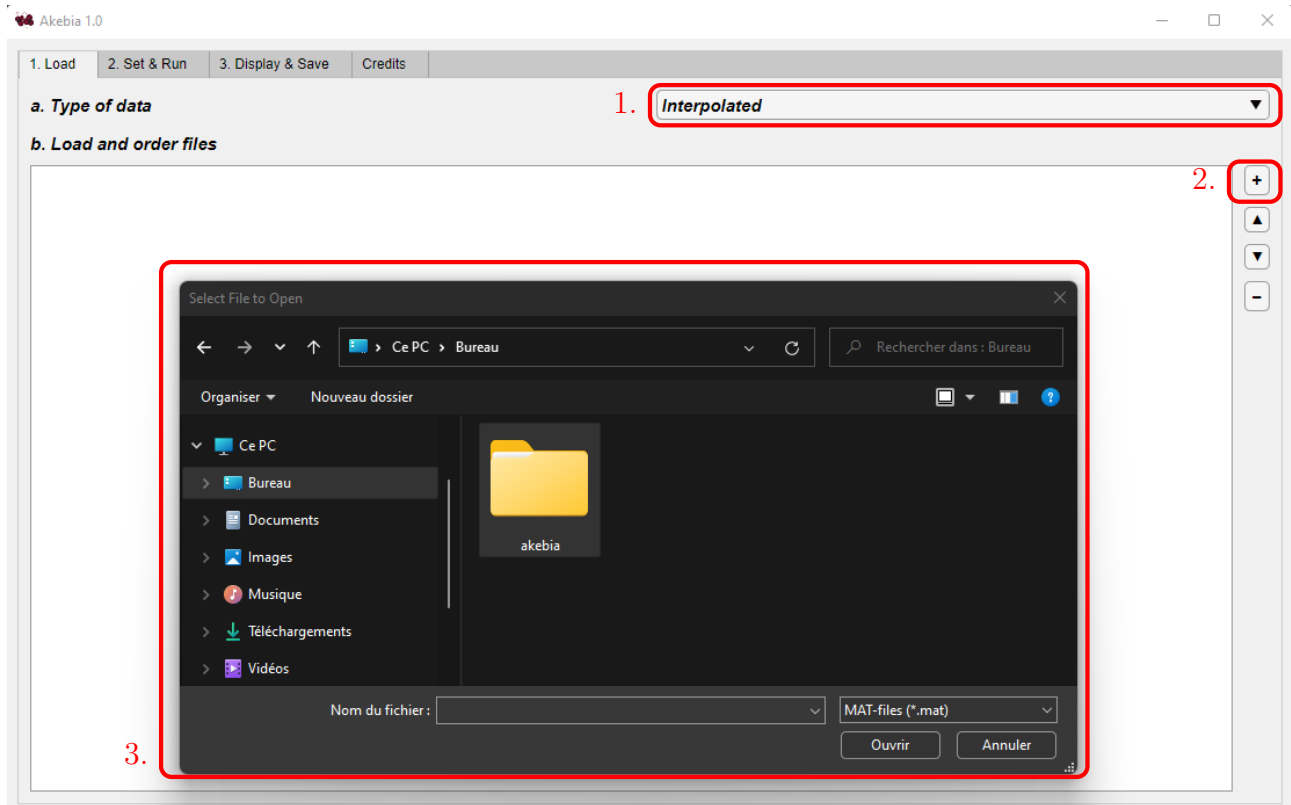 Akebia 1.0
1. Load 2. Set & Run 3. Display & Save Credits
a. Type of data 1. Interpolated ▼
b. Load and order files
2. +
▲
▼
-
Select File to Open
Ce PC › Bureau Rechercher dans : Bureau
Organiser Nouveau dossier ?
Ce PC
Bureau
Documents
Images
Musique
Téléchargements
Vidéos
akebia
Nom du fichier : MAT-files (*.mat)
Ouvrir Annuler
3.